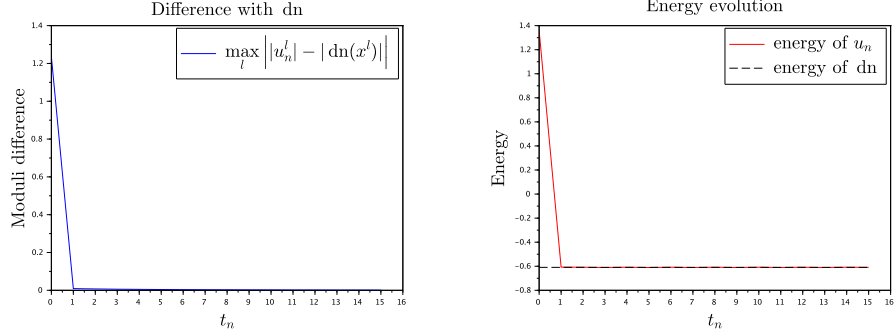 Difference with dn
max_l ||u_n^l| − |dn(x^l)||
Moduli difference
1.4
1.2
1
0.8
0.6
0.4
0.2
0
0 1 2 3 4 5 6 7 8 9 10 11 12 13 14 15 16
t_n
Energy evolution
energy of u_n
energy of dn
Energy
1.4
1.2
1
0.8
0.6
0.4
0.2
0
−0.2
−0.4
−0.6
−0.8
0 1 2 3 4 5 6 7 8 9 10 11 12 13 14 15 16
t_n